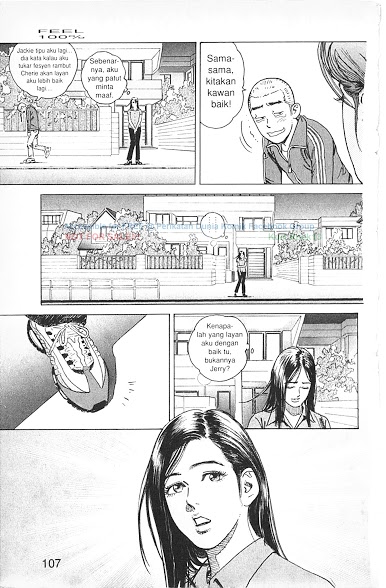 FEEL
100%
Jackie tipu aku lagi..
dia kata kalau aku
tukar fesyen rambut
Cherie akan layan
aku lebih baik
lagi....
Sebenar-
nya, aku
yang patut
minta
maaf.
Sama-
sama,
kitakan
kawan
baik!
Kenapa-
lah yang layan
aku dengan
baik tu,
bukannya
Jerry?
107